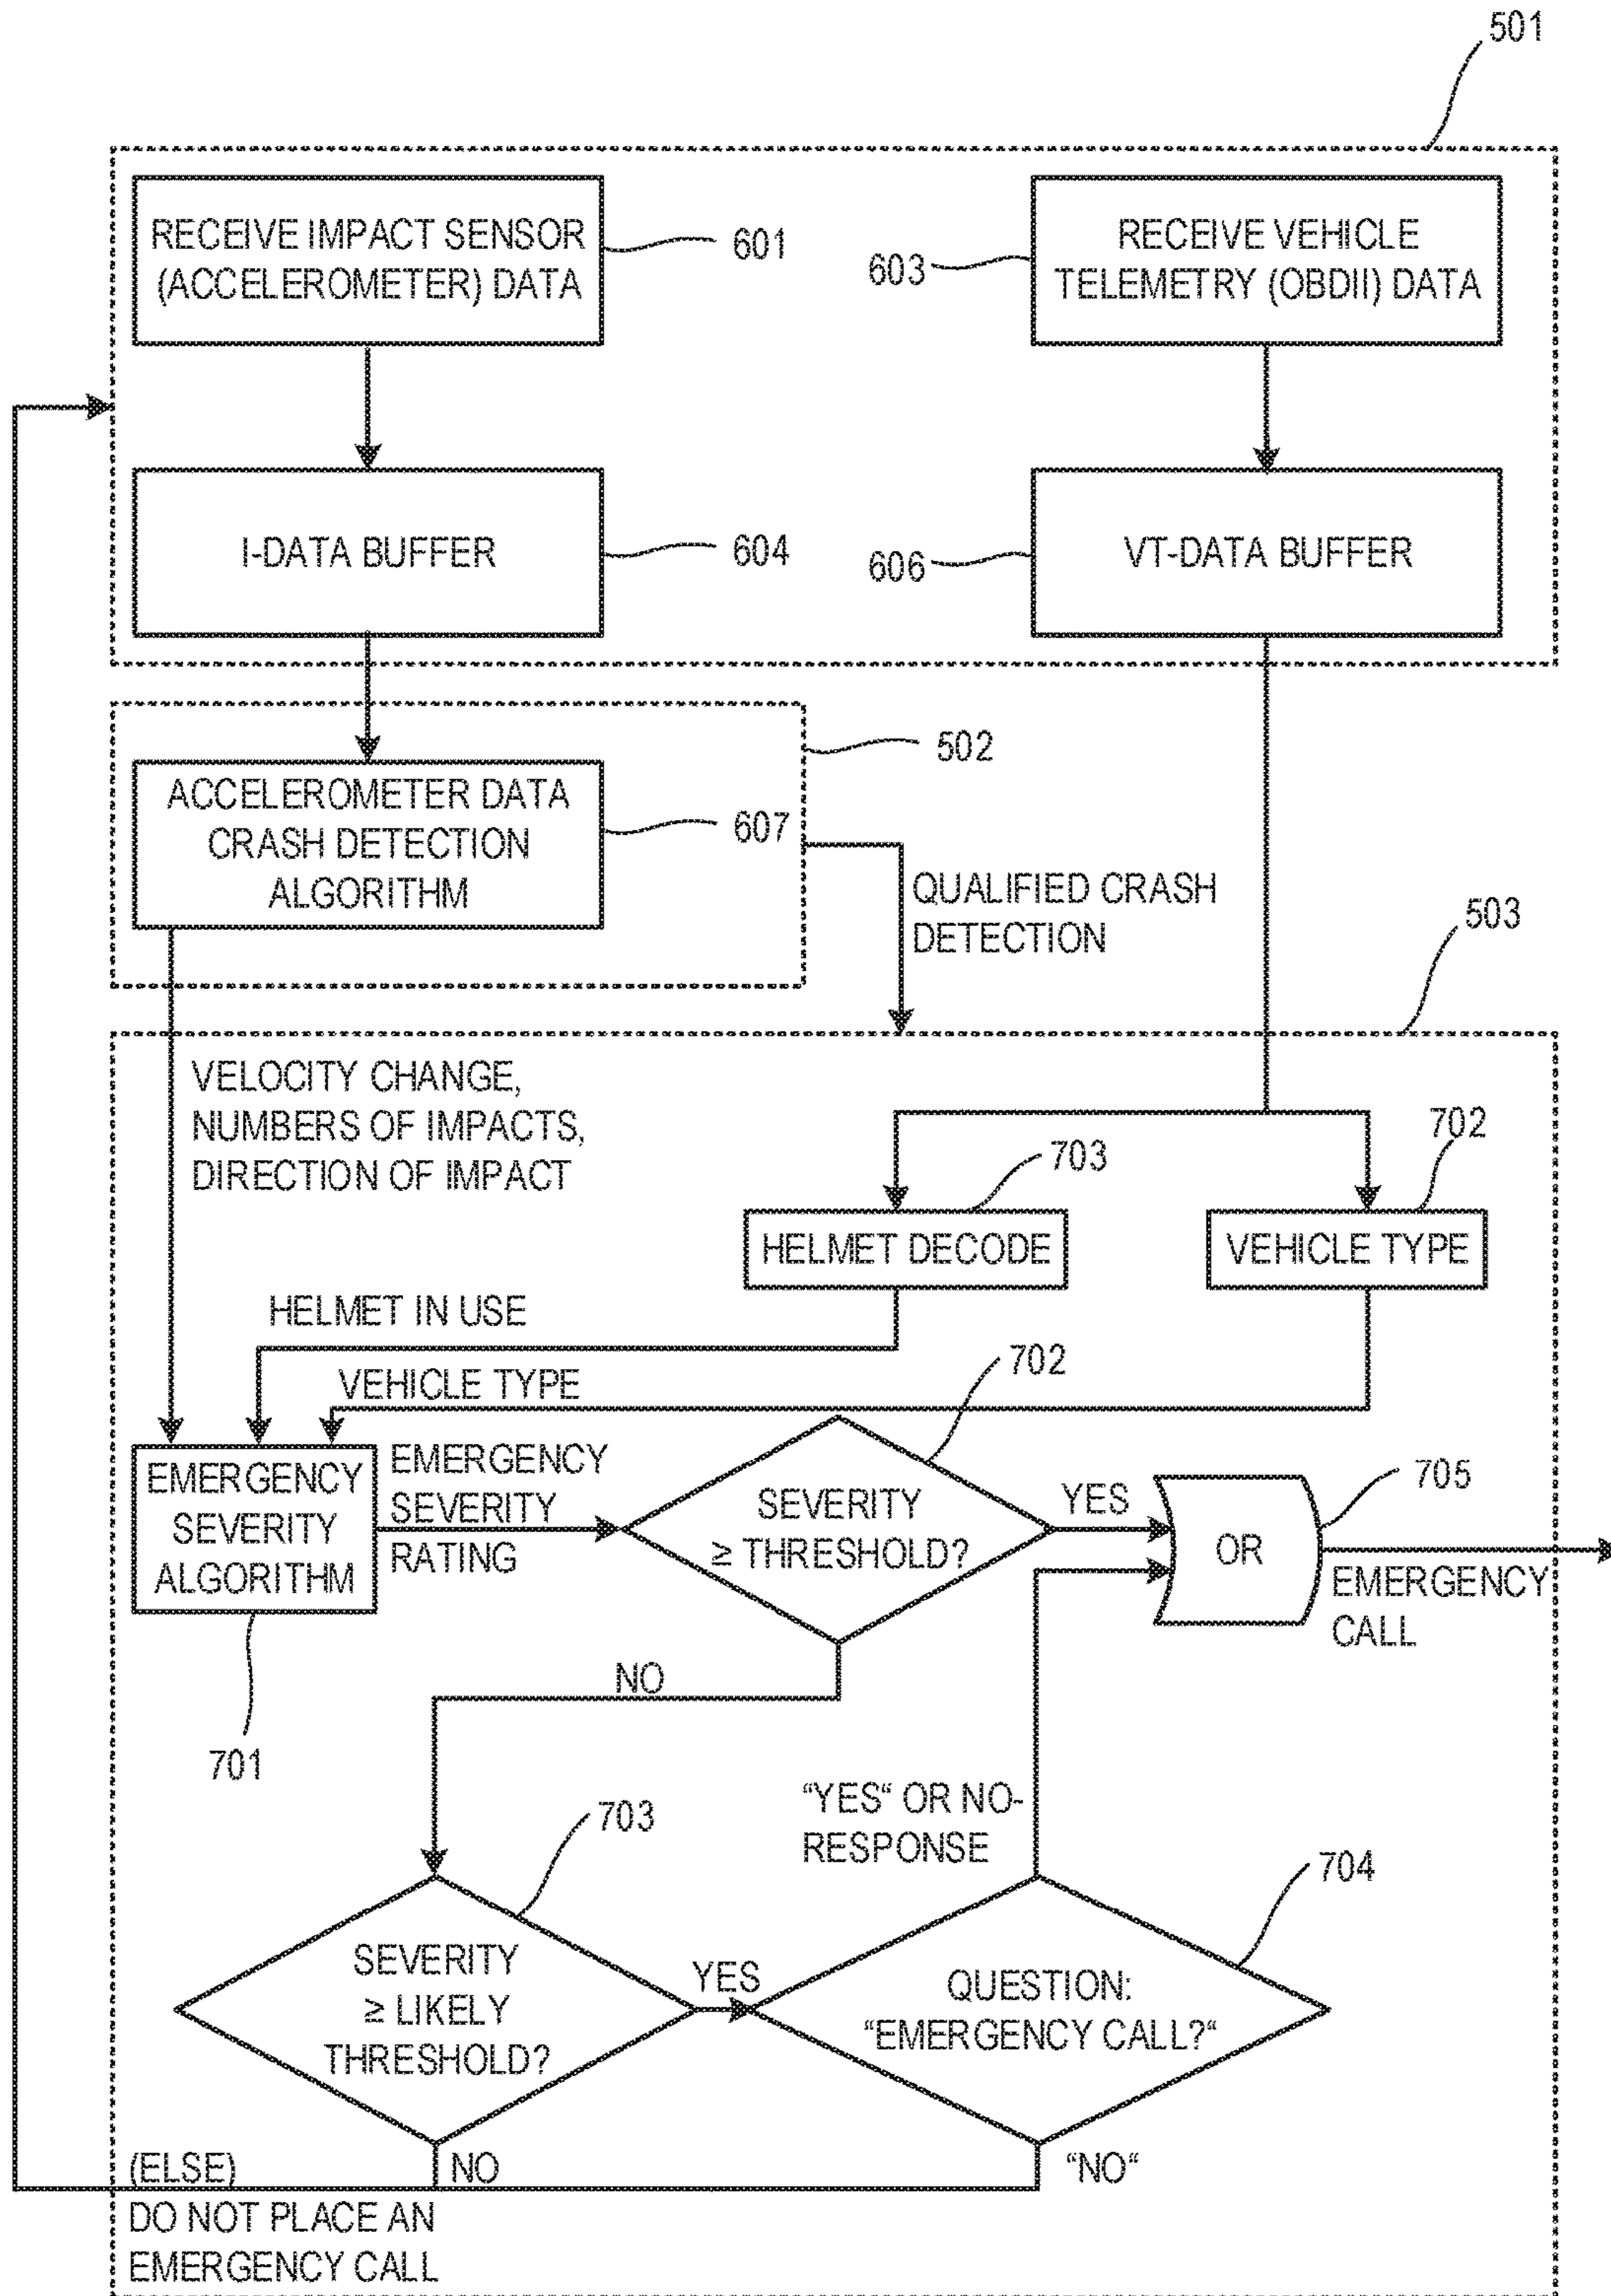 501
RECEIVE IMPACT SENSOR
(ACCELEROMETER) DATA
601
603
RECEIVE VEHICLE
TELEMETRY (OBDII) DATA
I-DATA BUFFER
604
606
VT-DATA BUFFER
502
ACCELEROMETER DATA
CRASH DETECTION
ALGORITHM
607
QUALIFIED CRASH
DETECTION
503
VELOCITY CHANGE,
NUMBERS OF IMPACTS,
DIRECTION OF IMPACT
703
702
HELMET DECODE
VEHICLE TYPE
HELMET IN USE
VEHICLE TYPE
702
EMERGENCY
SEVERITY
ALGORITHM
701
EMERGENCY
SEVERITY
RATING
SEVERITY
≥ THRESHOLD?
YES
NO
OR
705
EMERGENCY
CALL
703
SEVERITY
≥ LIKELY
THRESHOLD?
YES
NO
"YES" OR NO-
RESPONSE
704
QUESTION:
"EMERGENCY CALL?"
"NO"
(ELSE)
DO NOT PLACE AN
EMERGENCY CALL